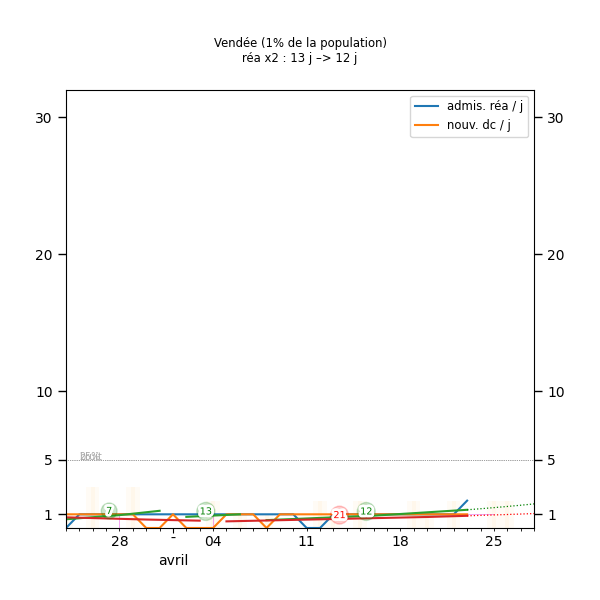 Vendée (1% de la population)
réa x2 : 13 j –> 12 j
admis. réa / j
nouv. dc / j
30 30
20 20
10 10
5 5
1 1
7 13 21 12
28 - 04 11 18 25
avril